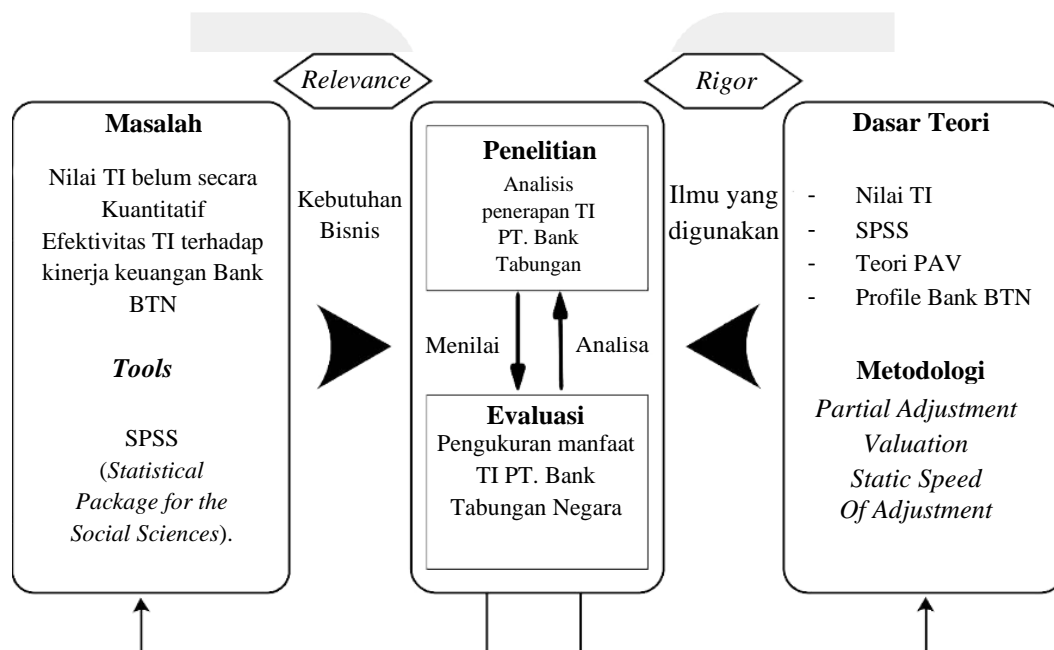 Relevance
Rigor
Masalah
Nilai TI belum secara
Kuantitatif
Efektivitas TI terhadap
kinerja keuangan Bank
BTN
Tools
SPSS
(Statistical
Package for the
Social Sciences).
Kebutuhan
Bisnis
Penelitian
Analisis
penerapan TI
PT. Bank
Tabungan
Menilai
Analisa
Evaluasi
Pengukuran manfaat
TI PT. Bank
Tabungan Negara
Ilmu yang
digunakan
Dasar Teori
- Nilai TI
- SPSS
- Teori PAV
- Profile Bank BTN
Metodologi
Partial Adjustment
Valuation
Static Speed
Of Adjustment